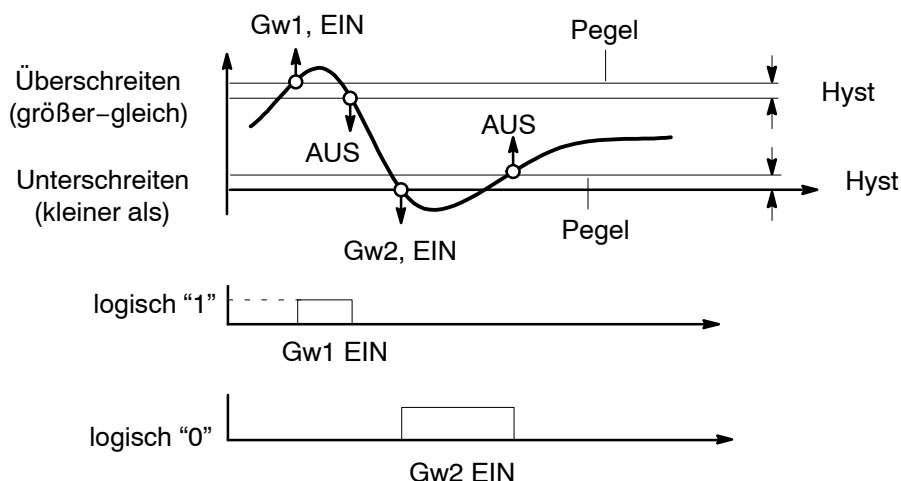 Gw1, EIN
Pegel
Überschreiten
(größer−gleich)
Hyst
AUS
AUS
Unterschreiten
(kleiner als)
Hyst
Pegel
Gw2, EIN
logisch “1”
Gw1 EIN
logisch “0”
Gw2 EIN